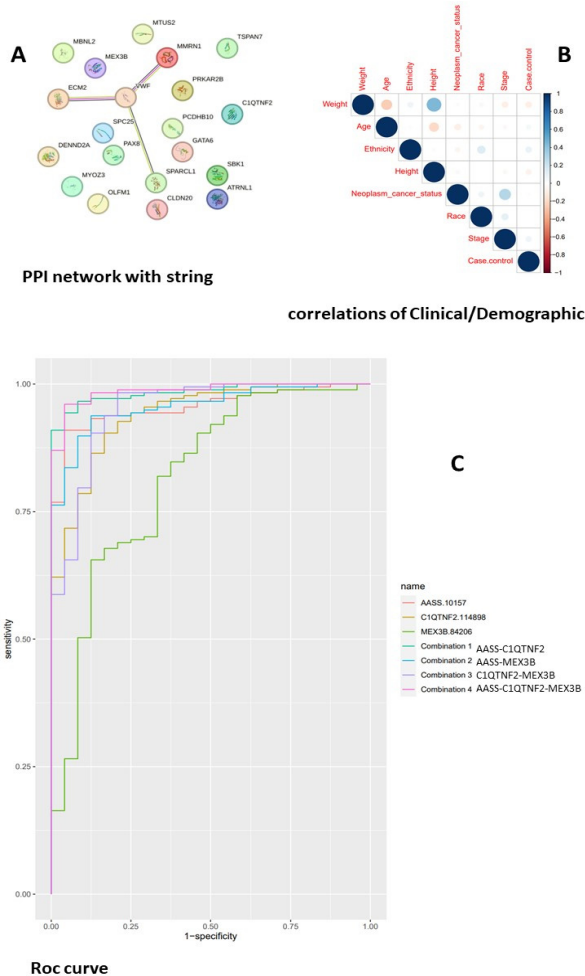 A
MTUS2
MBNL2
MMRN1
TSPAN7
MEX3B
ECM2
VWF
PRKAR2B
C1QTNF2
SPC25
PCDHB10
PAX8
GATA6
DENND2A
SBK1
SPARCL1
MYOZ3
ATRNL1
OLFM1
CLDN20
PPI network with string
B
Weight
Age
Ethnicity
Height
Neoplasm_cancer_status
Race
Stage
Case.control
Weight
Age
Ethnicity
Height
Neoplasm_cancer_status
Race
Stage
Case.control
1
0.8
0.6
0.4
0.2
0
−0.2
−0.4
−0.6
−0.8
−1
correlations of Clinical/Demographic
C
1.00
0.75
0.50
0.25
0.00
sensitivity
0.00 0.25 0.50 0.75 1.00
1−specificity
name
AASS.10157
C1QTNF2.114898
MEX3B.84206
Combination 1 AASS-C1QTNF2
Combination 2 AASS-MEX3B
Combination 3 C1QTNF2-MEX3B
Combination 4 AASS-C1QTNF2-MEX3B
Roc curve